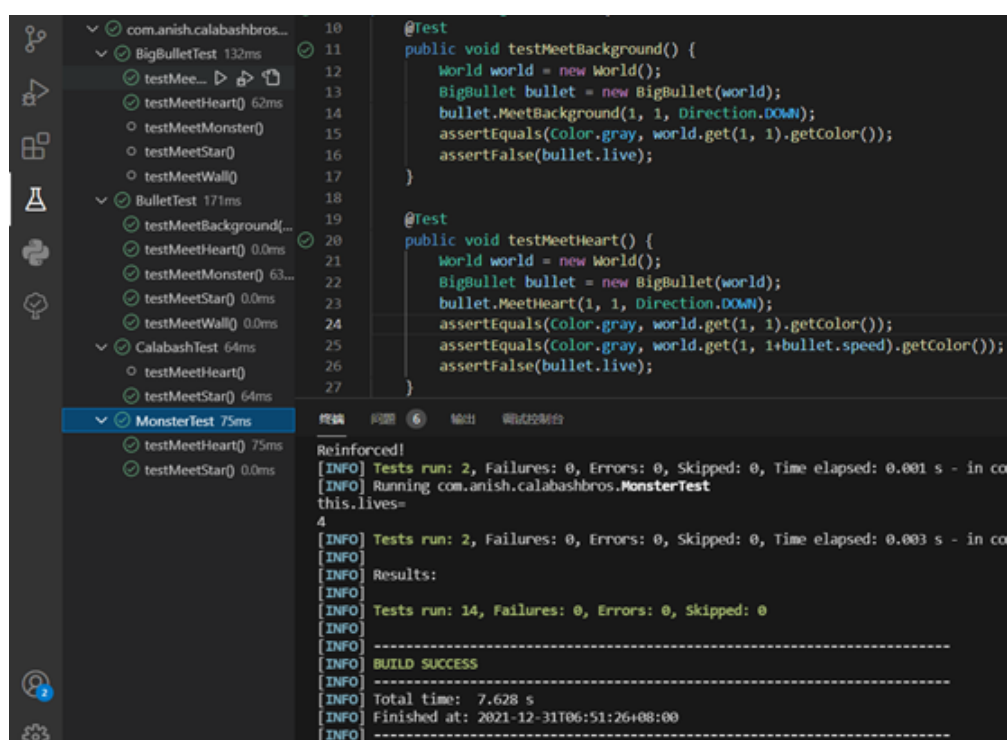 com.anish.calabashbros...
BigBulletTest 132ms
testMee...
testMeetHeart() 62ms
testMeetMonster()
testMeetStar()
testMeetWall()
BulletTest 171ms
testMeetBackground(...
testMeetHeart() 0.0ms
testMeetMonster() 63...
testMeetStar() 0.0ms
testMeetWall() 0.0ms
CalabashTest 64ms
testMeetHeart()
testMeetStar() 64ms
MonsterTest 75ms
testMeetHeart() 75ms
testMeetStar() 0.0ms
2
10 @Test
11 public void testMeetBackground() {
12 World world = new World();
13 BigBullet bullet = new BigBullet(world);
14 bullet.MeetBackground(1, 1, Direction.DOWN);
15 assertEquals(Color.gray, world.get(1, 1).getColor());
16 assertFalse(bullet.live);
17 }
18
19 @Test
20 public void testMeetHeart() {
21 World world = new World();
22 BigBullet bullet = new BigBullet(world);
23 bullet.MeetHeart(1, 1, Direction.DOWN);
24 assertEquals(Color.gray, world.get(1, 1).getColor());
25 assertEquals(Color.gray, world.get(1, 1+bullet.speed).getColor());
26 assertFalse(bullet.live);
27 }
终端 问题 6 输出 调试控制台
Reinforced!
[INFO] Tests run: 2, Failures: 0, Errors: 0, Skipped: 0, Time elapsed: 0.001 s - in co
[INFO] Running com.anish.calabashbros.MonsterTest
this.lives=
4
[INFO] Tests run: 2, Failures: 0, Errors: 0, Skipped: 0, Time elapsed: 0.003 s - in co
[INFO]
[INFO] Results:
[INFO]
[INFO] Tests run: 14, Failures: 0, Errors: 0, Skipped: 0
[INFO]
[INFO] ------------------------------------------------------------------------
[INFO] BUILD SUCCESS
[INFO] ------------------------------------------------------------------------
[INFO] Total time: 7.628 s
[INFO] Finished at: 2021-12-31T06:51:26+08:00
[INFO] ------------------------------------------------------------------------